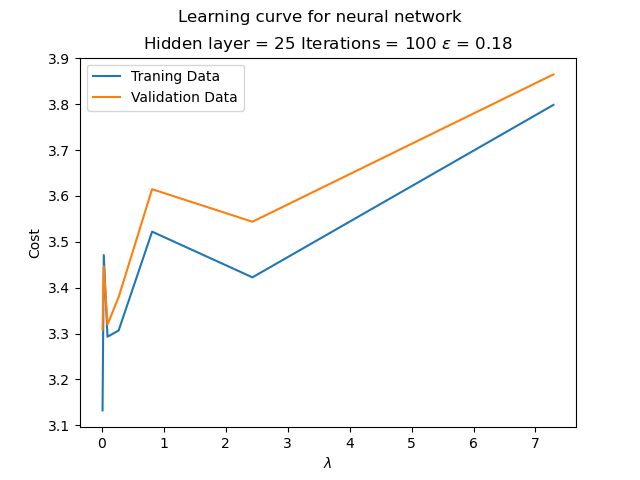 Learning curve for neural network
Hidden layer = 25 Iterations = 100 ε = 0.18
3.9
3.8
3.7
3.6
3.5
3.4
3.3
3.2
3.1
Cost
Traning Data
Validation Data
0 1 2 3 4 5 6 7
λ